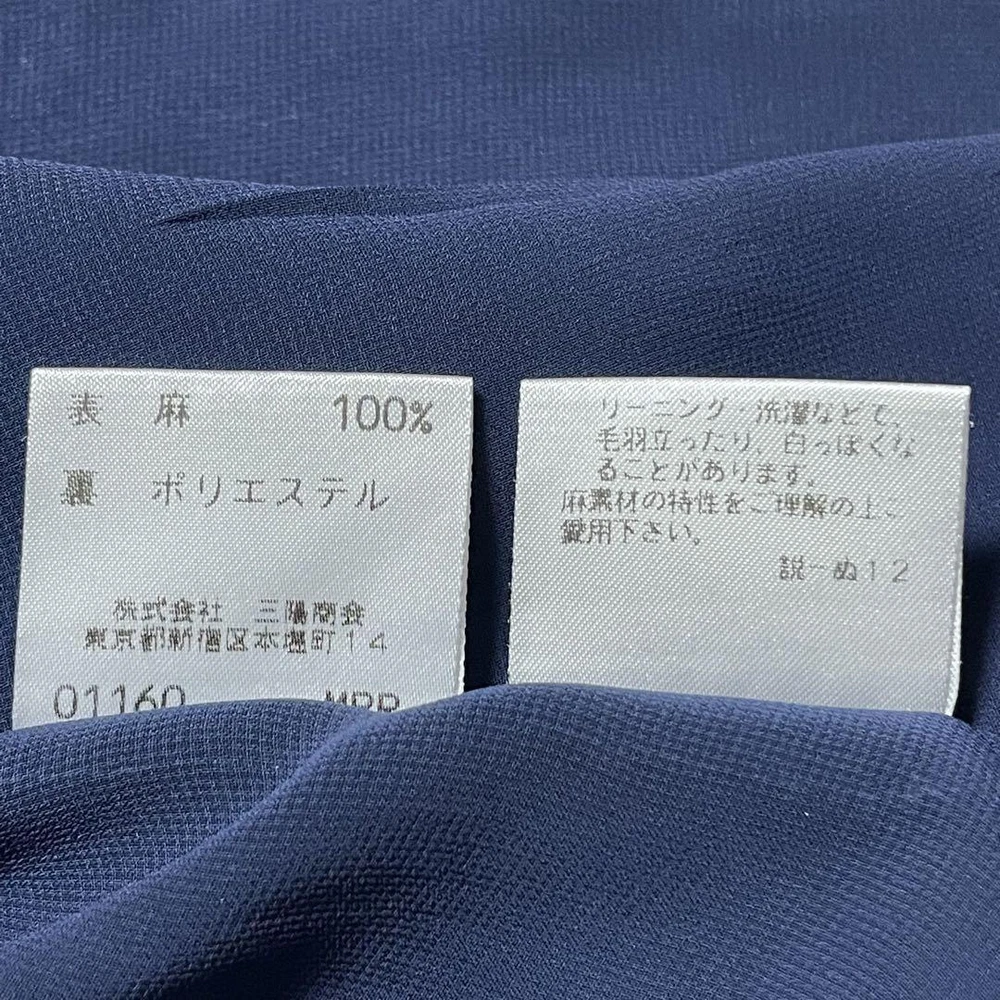 表 麻 100%
裏 ポリエステル
株式会社 三陽商会
東京都新宿区本塩町14
01160
リーニング・洗濯などで、
毛羽立ったり、白っぽくな
ることがあります。
麻素材の特性をご理解の上ご
愛用下さい。
説ーぬ12